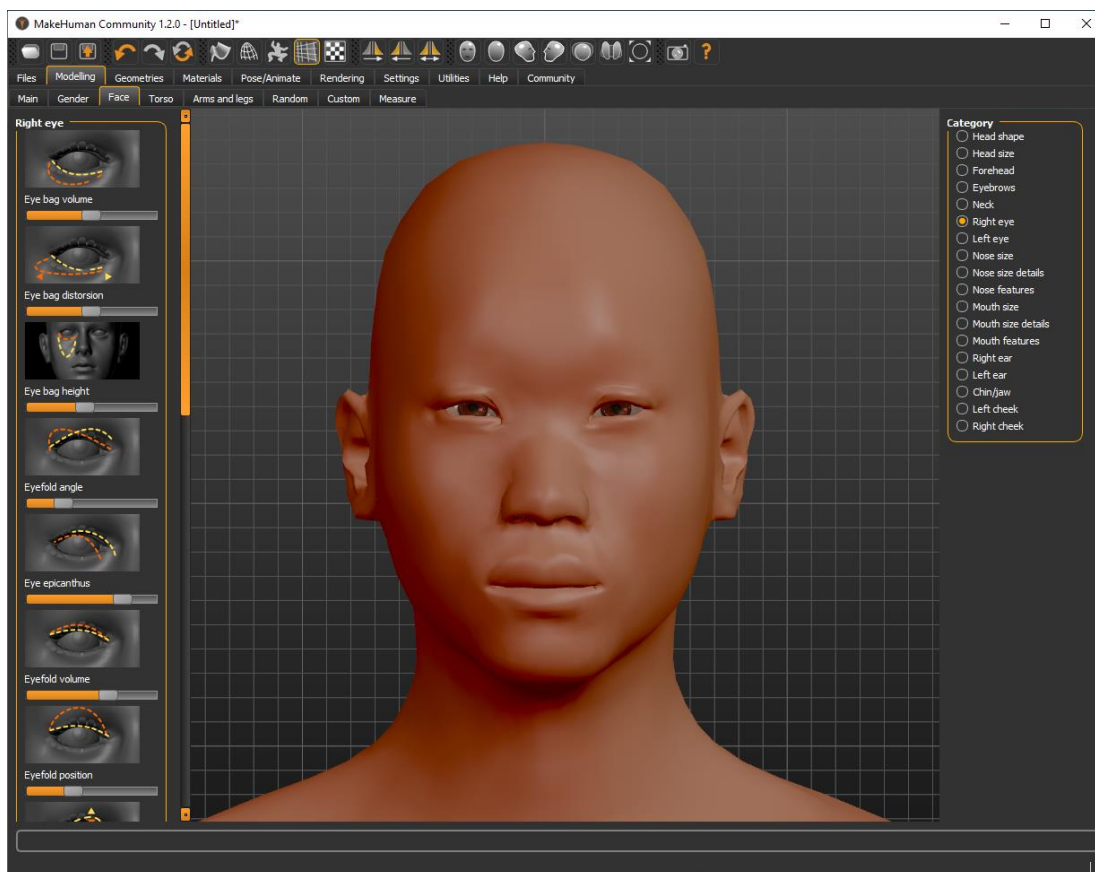 MakeHuman Community 1.2.0 - [Untitled]*
Files Modelling Geometries Materials Pose/Animate Rendering Settings Utilities Help Community
Main Gender Face Torso Arms and legs Random Custom Measure
Right eye
Eye bag volume
Eye bag distorsion
Eye bag height
Eyefold angle
Eye epicanthus
Eyefold volume
Eyefold position
Category
Head shape
Head size
Forehead
Eyebrows
Neck
Right eye
Left eye
Nose size
Nose size details
Nose features
Mouth size
Mouth size details
Mouth features
Right ear
Left ear
Chin/jaw
Left cheek
Right cheek